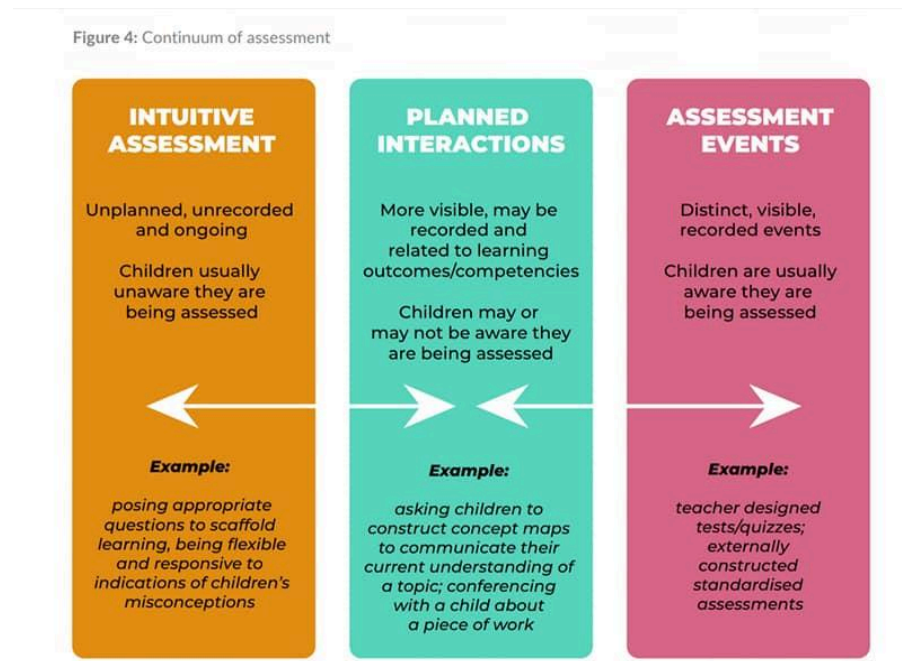 Figure 4: Continuum of assessment
INTUITIVE
ASSESSMENT
Unplanned, unrecorded
and ongoing
Children usually
unaware they are
being assessed
Example:
posing appropriate
questions to scaffold
learning, being flexible
and responsive to
indications of children's
misconceptions
PLANNED
INTERACTIONS
More visible, may be
recorded and
related to learning
outcomes/competencies
Children may or
may not be aware they
are being assessed
Example:
asking children to
construct concept maps
to communicate their
current understanding of
a topic; conferencing
with a child about
a piece of work
ASSESSMENT
EVENTS
Distinct, visible,
recorded events
Children are usually
aware they are
being assessed
Example:
teacher designed
tests/quizzes;
externally
constructed
standardised
assessments